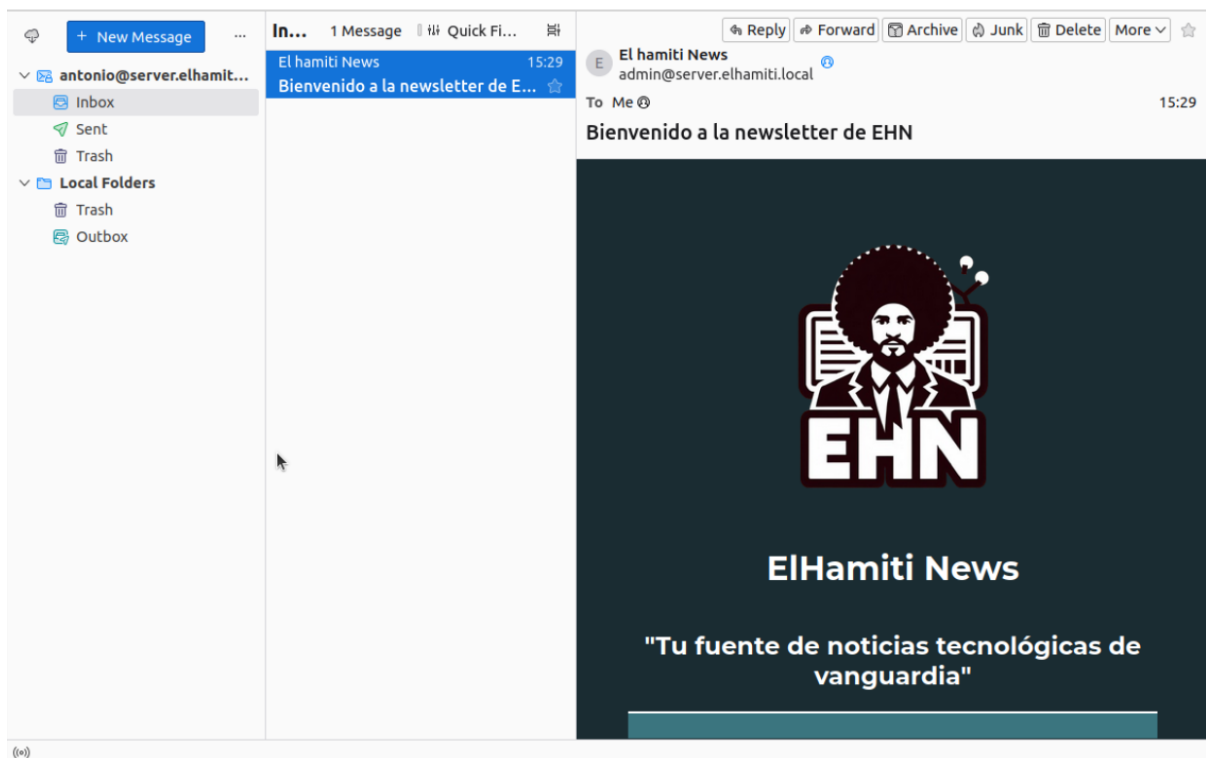 + New Message
antonio@server.elhamit...
Inbox
Sent
Trash
Local Folders
Trash
Outbox
In... 1 Message Quick Fi...
El hamiti News 15:29
Bienvenido a la newsletter de E...
Reply Forward Archive Junk Delete More
E
El hamiti News
admin@server.elhamiti.local
To Me 15:29
Bienvenido a la newsletter de EHN
EHN
ElHamiti News
"Tu fuente de noticias tecnológicas de
vanguardia"